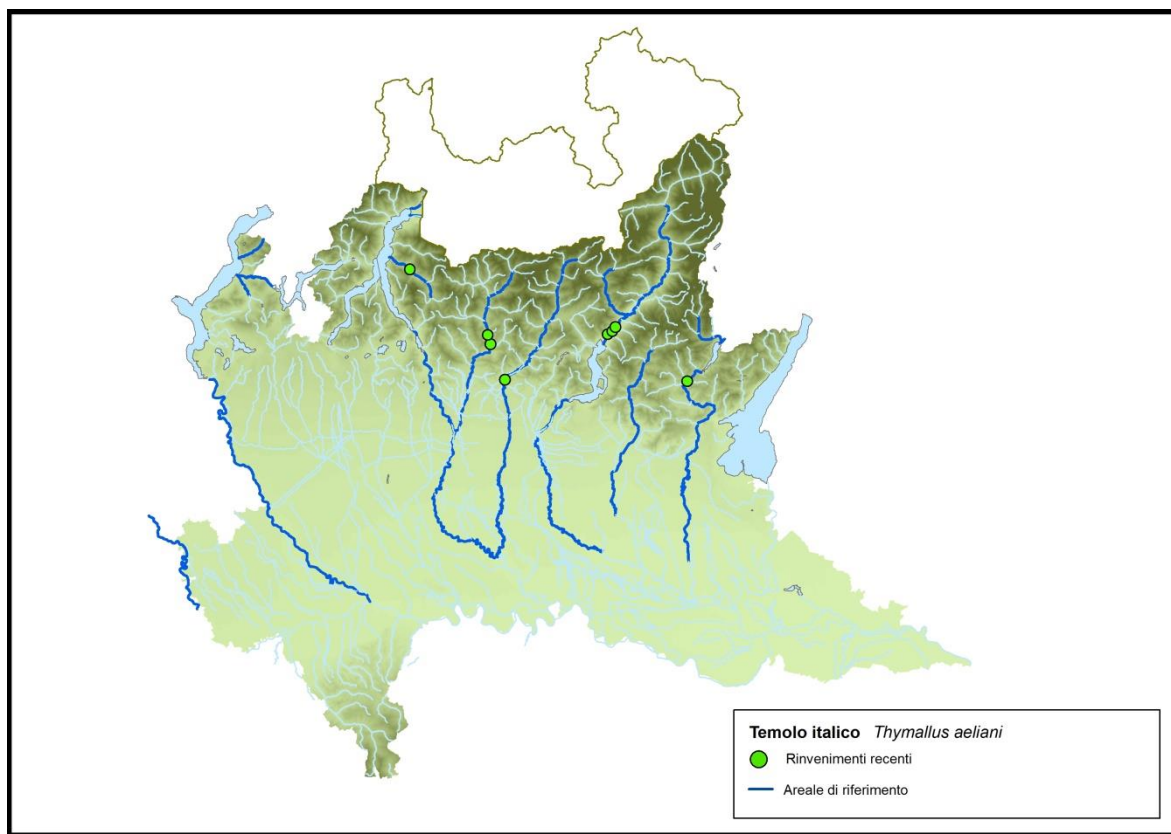 Temolo italico Thymallus aeliani
Rinvenimenti recenti
Areale di riferimento